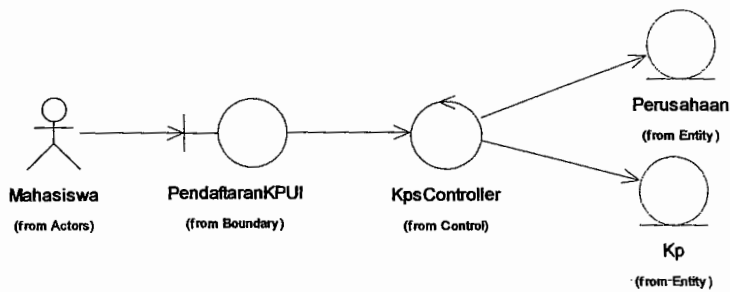 Mahasiswa
(from Actors)
PendaftaranKPUI
(from Boundary)
KpsController
(from Control)
Perusahaan
(from Entity)
Kp
(from Entity)